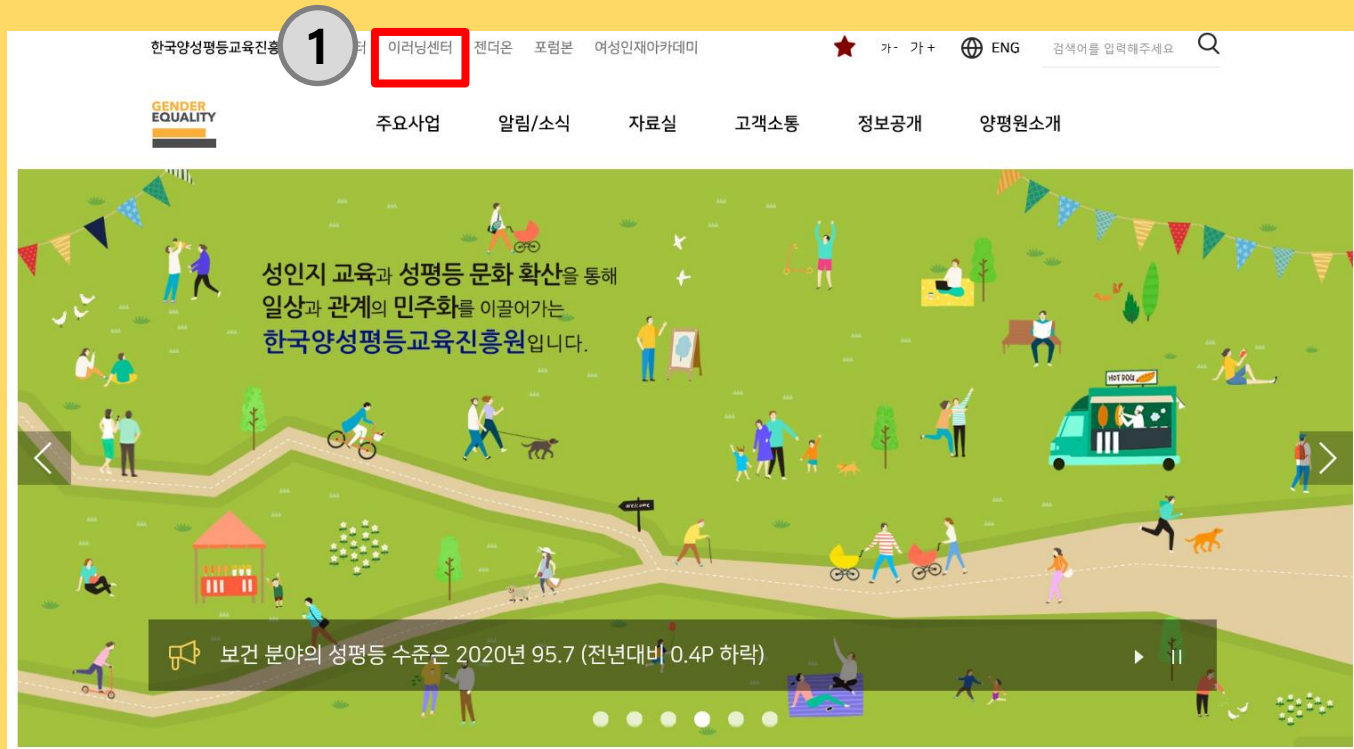 한국양성평등교육진흥 1 터 이러닝센터 젠더온 포럼본 여성인재아카데미 가- 가+ ENG 검색어를 입력해주세요
GENDER
EQUALITY
주요사업 알림/소식 자료실 고객소통 정보공개 양평원소개
성인지 교육과 성평등 문화 확산을 통해
일상과 관계의 민주화를 이끌어가는
한국양성평등교육진흥원입니다.
HOT DOG
WELCOME
보건 분야의 성평등 수준은 2020년 95.7 (전년대비 0.4P 하락)